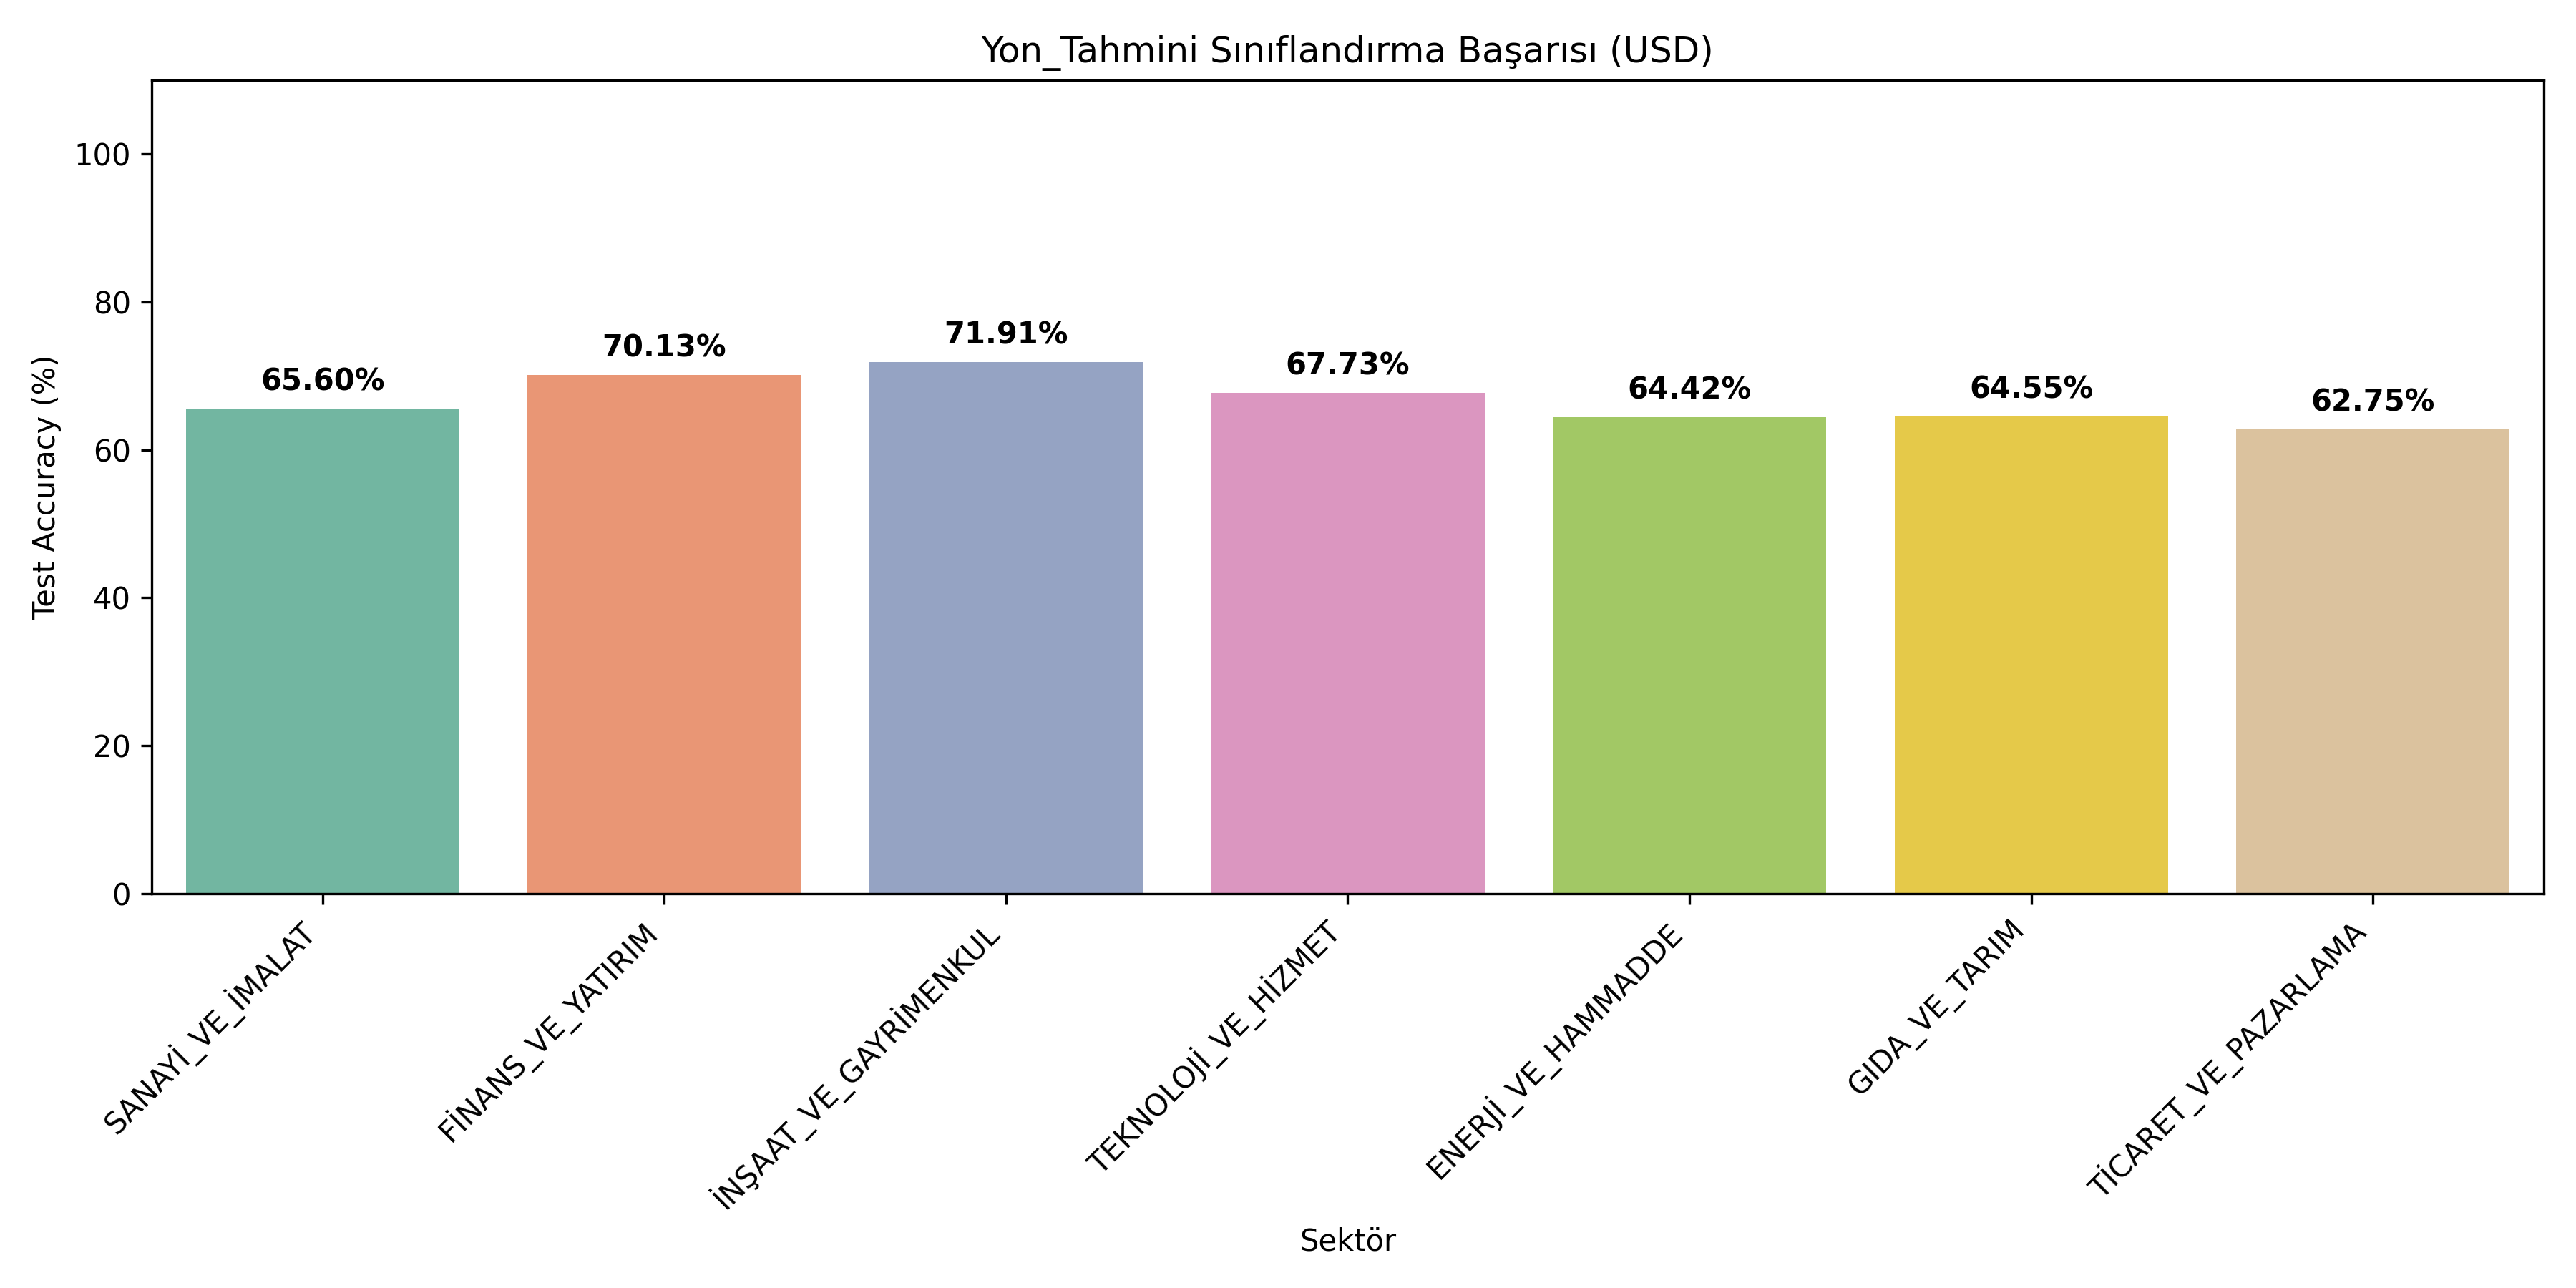 Yon_Tahmini Sınıflandırma Başarısı (USD)
Test Accuracy (%)
100
80
60
40
20
0
65.60%
70.13%
71.91%
67.73%
64.42%
64.55%
62.75%
SANAYİ_VE_İMALAT
FİNANS_VE_YATIRIM
İNŞAAT_VE_GAYRİMENKUL
TEKNOLOJİ_VE_HİZMET
ENERJİ_VE_HAMMADDE
GIDA_VE_TARIM
TİCARET_VE_PAZARLAMA
Sektör